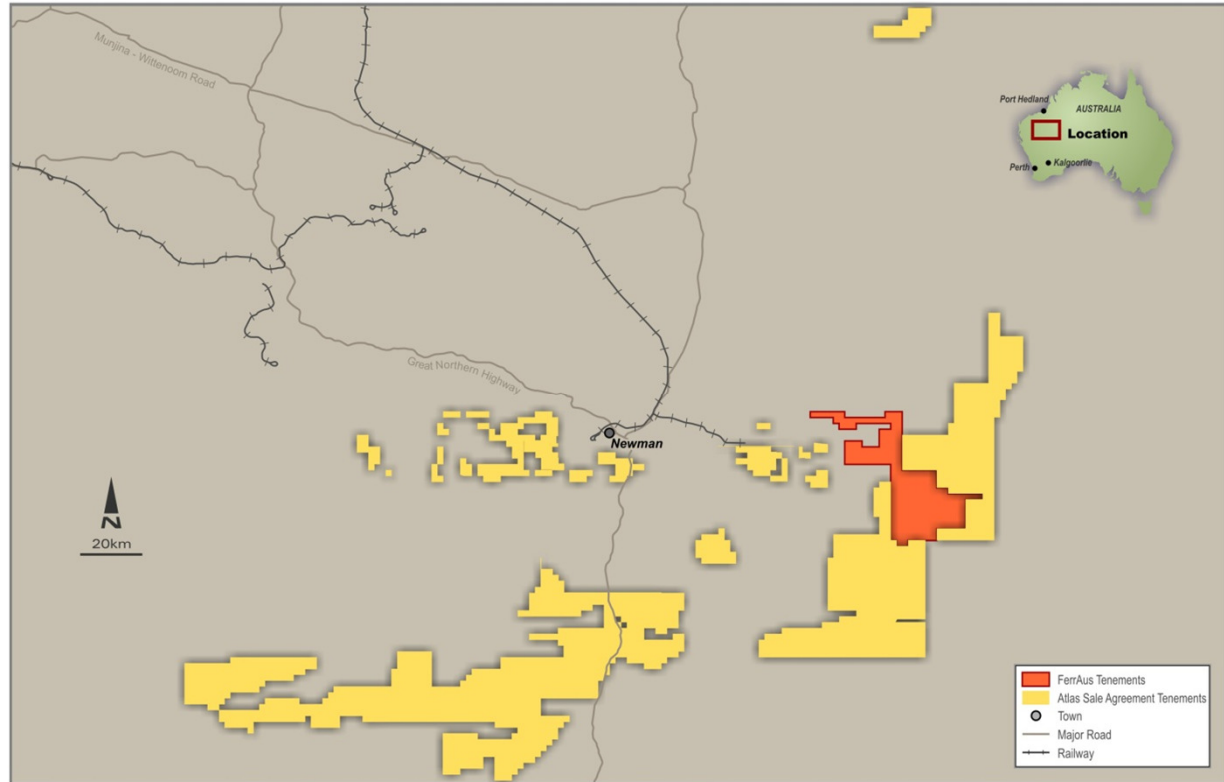 Munjina - Wittenoom Road
Port Hedland
AUSTRALIA
Location
Perth
Kalgoorlie
Great Northern Highway
Newman
N
20km
FerrAus Tenements
Atlas Sale Agreement Tenements
Town
Major Road
Railway